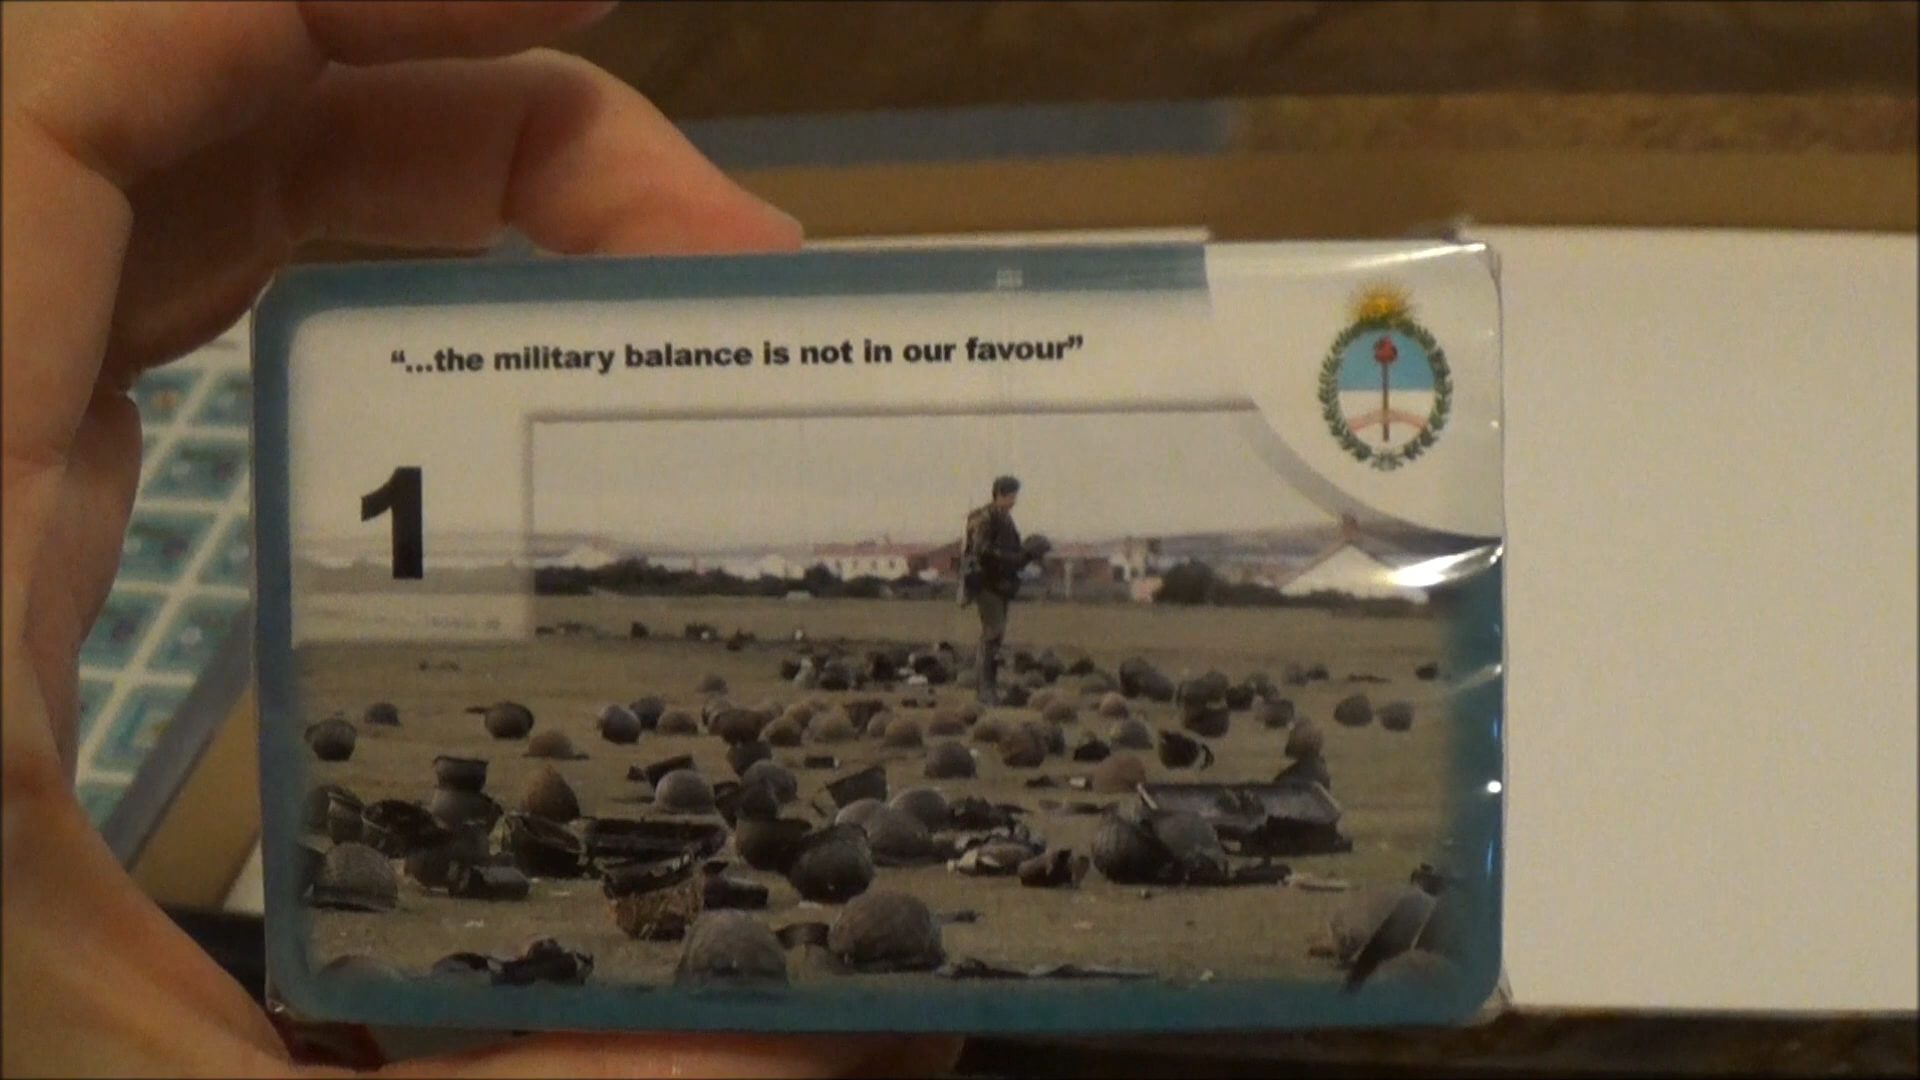 “...the military balance is not in our favour”
1